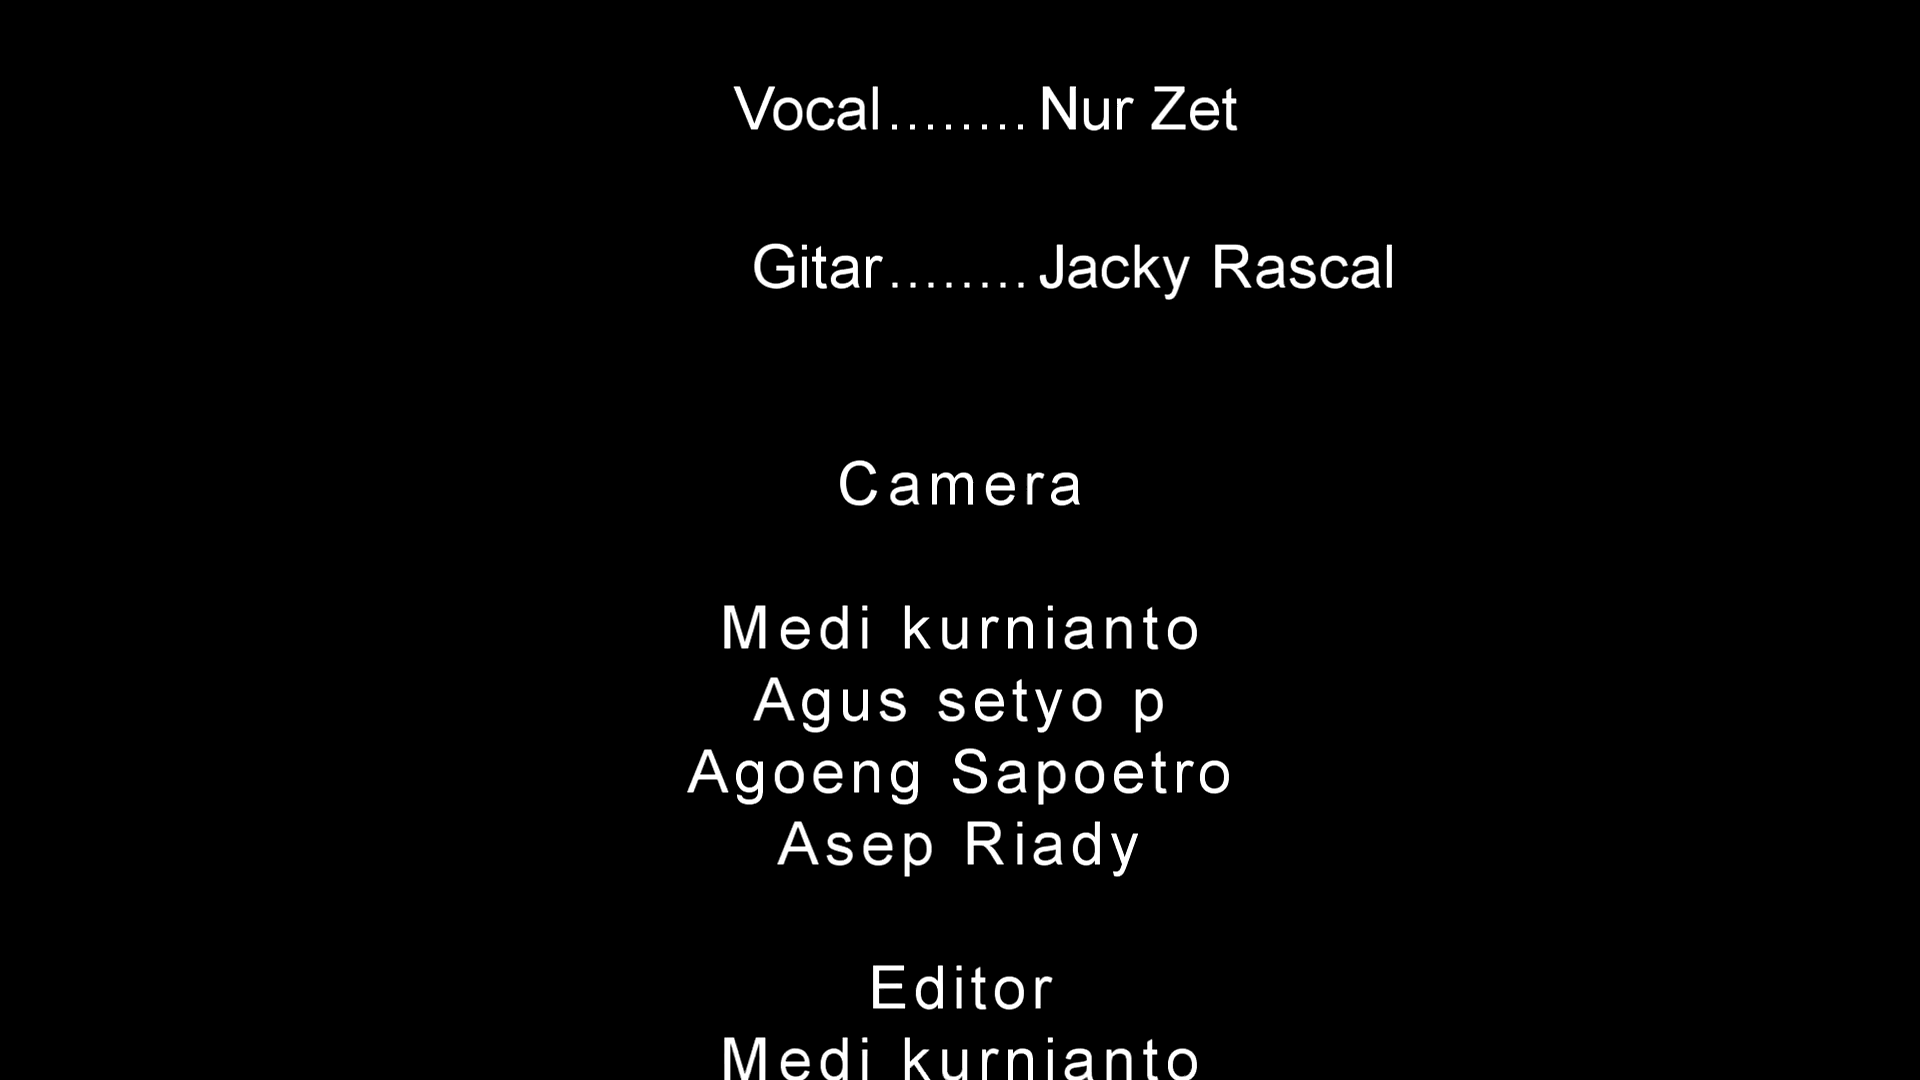 Vocal........Nur Zet
Gitar........Jacky Rascal
Camera
Medi kurnianto
Agus setyo p
Agoeng Sapoetro
Asep Riady
Editor
Medi kurnianto